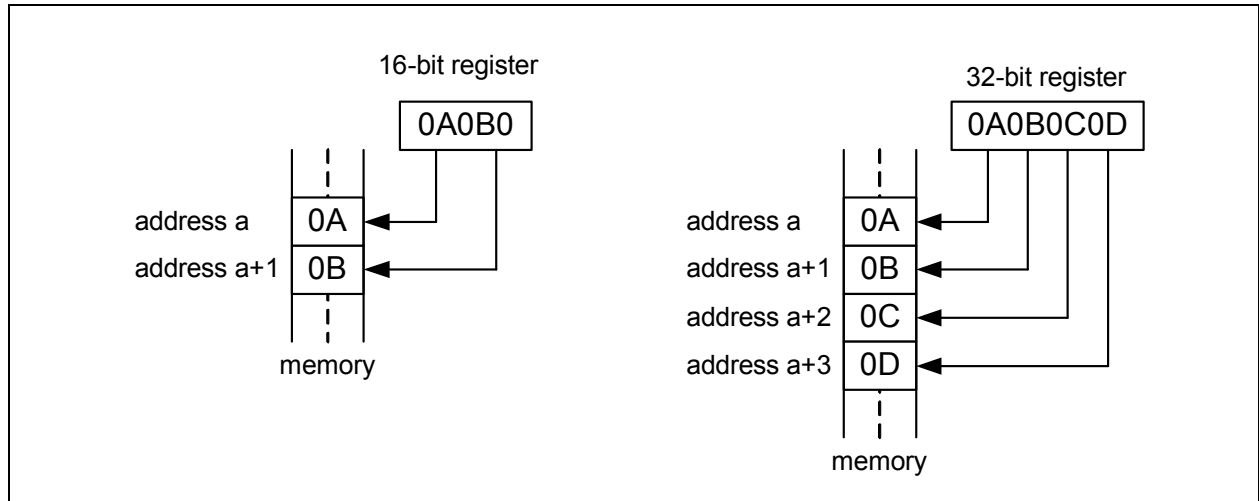 16-bit register
0A0B0
address a 0A
address a+1 0B
memory
32-bit register
0A0B0C0D
address a 0A
address a+1 0B
address a+2 0C
address a+3 0D
memory